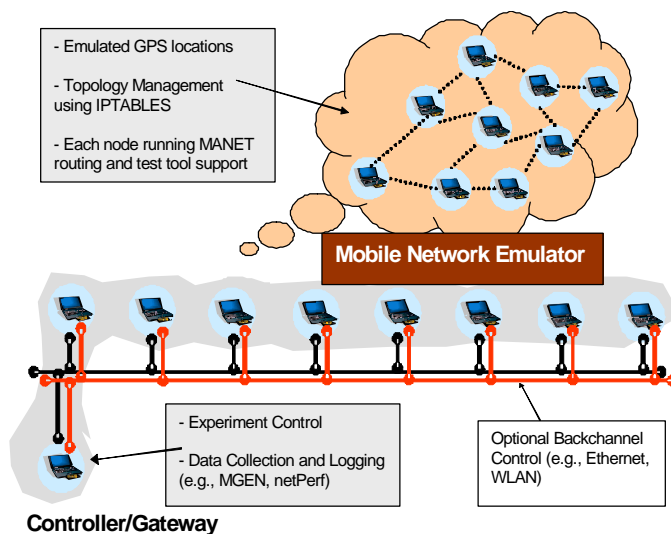 - Emulated GPS locations
- Topology Management
using IPTABLES
- Each node running MANET
routing and test tool support
Mobile Network Emulator
- Experiment Control
- Data Collection and Logging
(e.g., MGEN, netPerf)
Optional Backchannel
Control (e.g., Ethernet,
WLAN)
Controller/Gateway